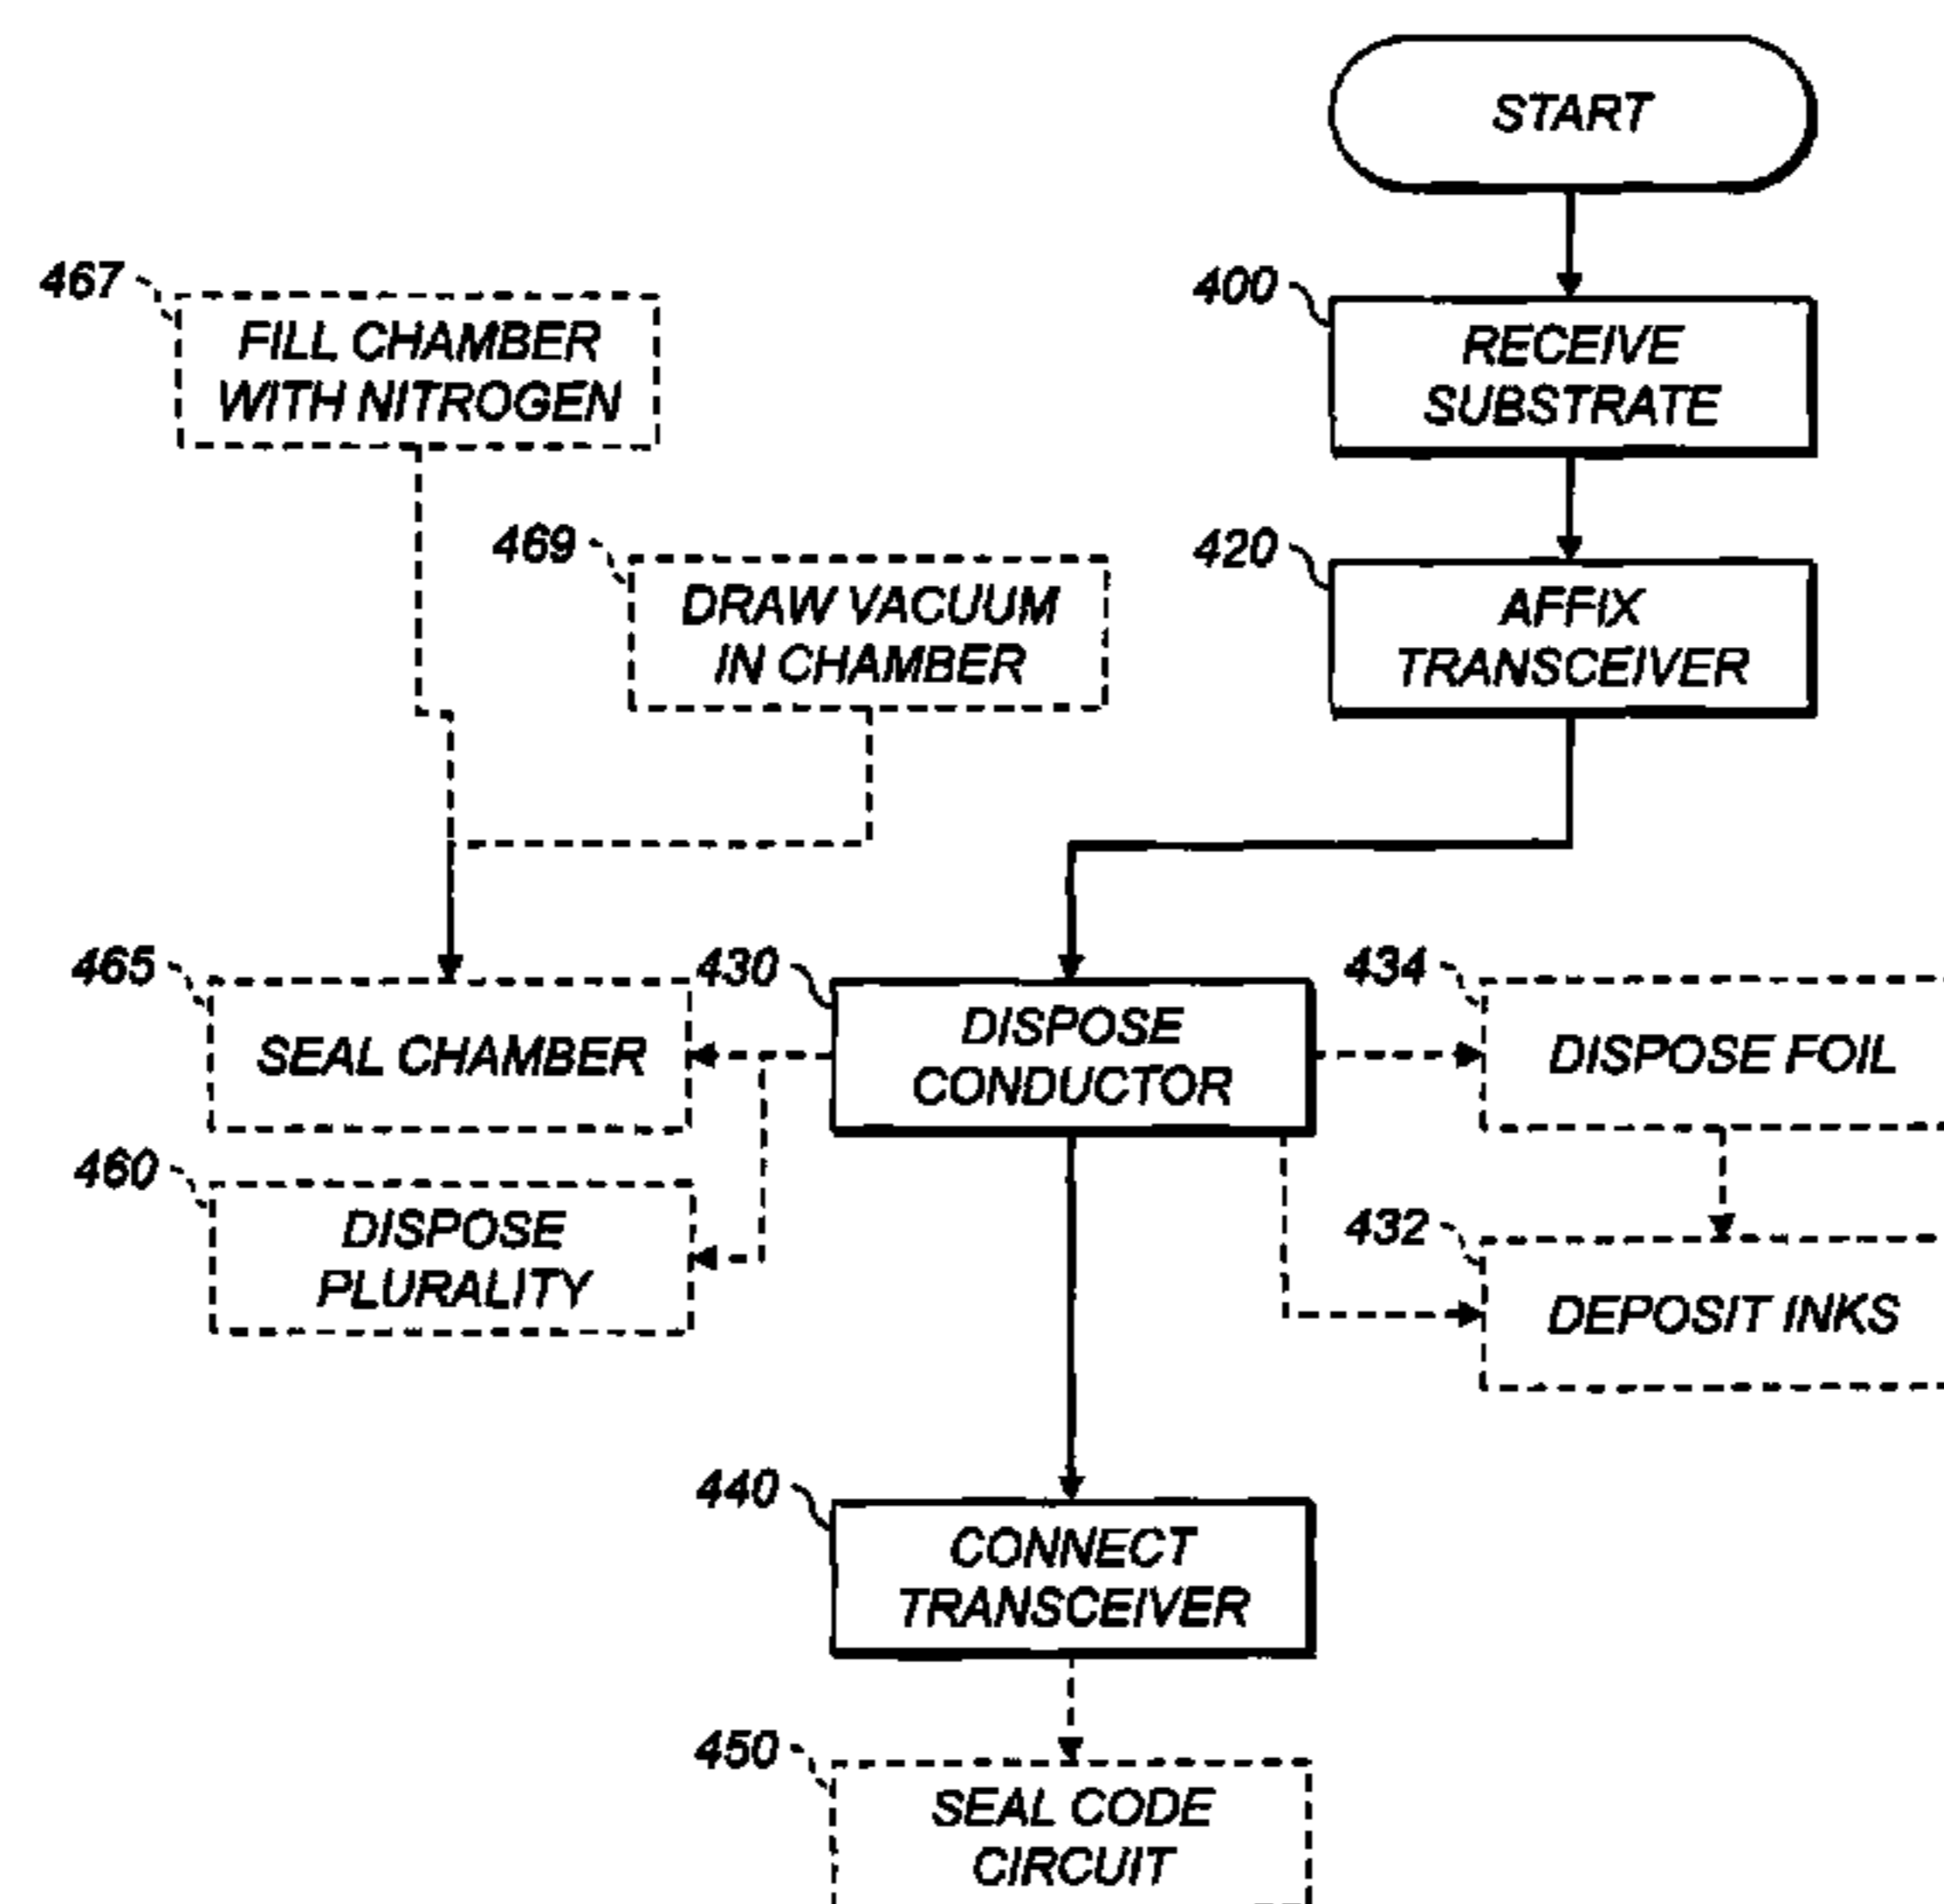 START
467
FILL CHAMBER
WITH NITROGEN
400
RECEIVE
SUBSTRATE
469
DRAW VACUUM
IN CHAMBER
420
AFFIX
TRANSCEIVER
465
SEAL CHAMBER
430
DISPOSE
CONDUCTOR
434
DISPOSE FOIL
460
DISPOSE
PLURALITY
432
DEPOSIT INKS
440
CONNECT
TRANSCEIVER
450
SEAL CODE
CIRCUIT